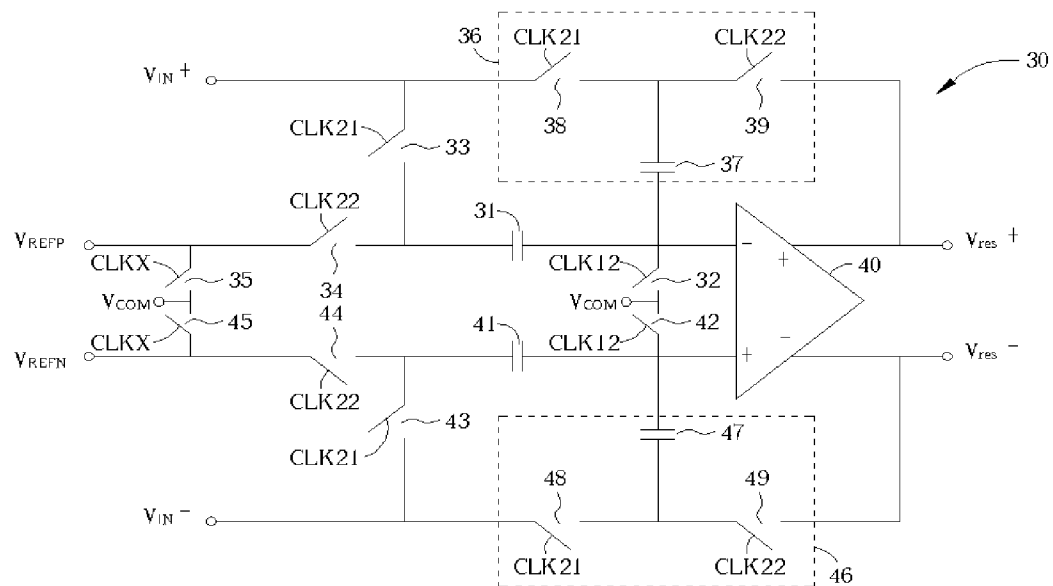 36
CLK21
CLK22
30
VIN +
38
39
CLK21
33
37
CLK22
31
VREFP
Vres +
−
+
40
CLKX
35
34
CLK12
32
VCOM
VCOM
44
45
41
42
CLKX
CLK12
−
VREFN
+
Vres −
CLK22
43
47
CLK21
48
49
VIN −
CLK21
CLK22
46